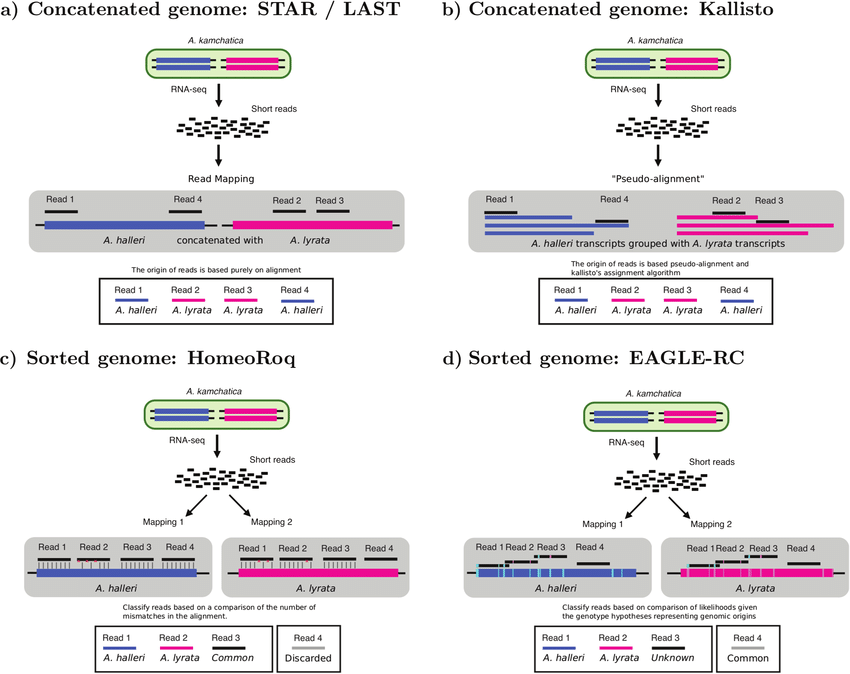 a) Concatenated genome: STAR / LAST
A. kamchatica
RNA-seq
Short reads
Read Mapping
Read 1 Read 4 Read 2 Read 3
A. halleri concatenated with A. lyrata
The origin of reads is based purely on alignment
Read 1 Read 2 Read 3 Read 4
A. halleri A. lyrata A. lyrata A. halleri
b) Concatenated genome: Kallisto
A. kamchatica
RNA-seq
Short reads
"Pseudo-alignment"
Read 1 Read 4 Read 2 Read 3
A. halleri transcripts grouped with A. lyrata transcripts
The origin of reads is based pseudo-alignment and
kallisto's assignment algorithm
Read 1 Read 2 Read 3 Read 4
A. halleri A. lyrata A. lyrata A. halleri
c) Sorted genome: HomeoRoq
A. kamchatica
RNA-seq
Short reads
Mapping 1 Mapping 2
Read 1 Read 2 Read 3 Read 4 Read 1 Read 2 Read 3 Read 4
A. halleri A. lyrata
Classify reads based on a comparison of the number of
mismatches in the alignment.
Read 1 Read 2 Read 3 Read 4
A. halleri A. lyrata Common Discarded
d) Sorted genome: EAGLE-RC
A. kamchatica
RNA-seq
Short reads
Mapping 1 Mapping 2
Read 1 Read 2 Read 3 Read 4 Read 1 Read 2 Read 3 Read 4
A. halleri A. lyrata
Classify reads based on comparison of likelihoods given
the genotype hypotheses representing genomic origins
Read 1 Read 2 Read 3 Read 4
A. halleri A. lyrata Unknown Common